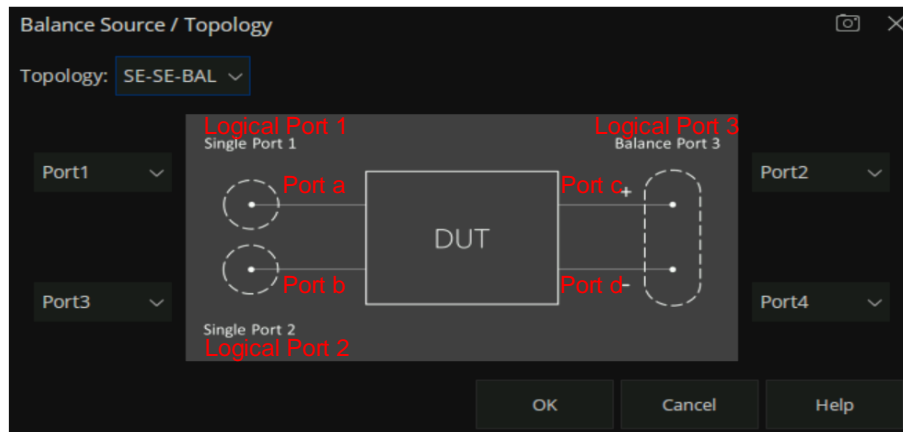 Balance Source / Topology
Topology: SE-SE-BAL
Logical Port 1
Logical Port 3
Single Port 1
Balance Port 3
Port1
Port2
Port a
Port c
+
DUT
Port b
Port d
-
Port3
Port4
Single Port 2
Logical Port 2
OK
Cancel
Help